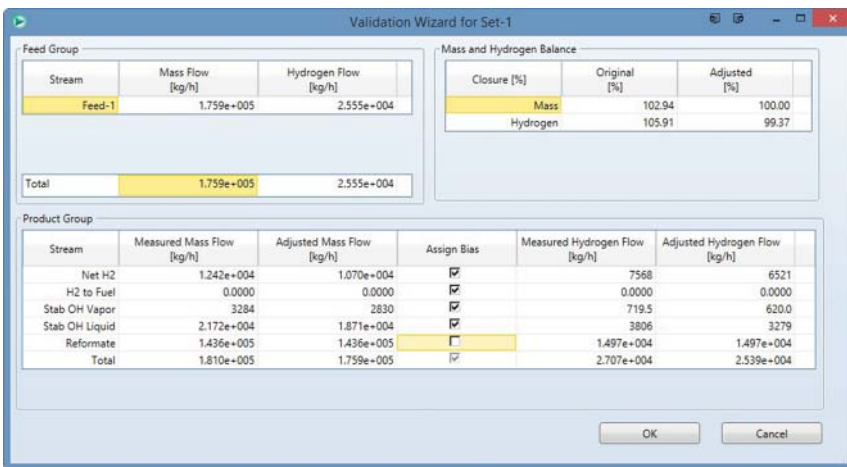 Validation Wizard for Set-1
Feed Group
Stream Mass Flow [kg/h] Hydrogen Flow [kg/h]
Feed-1 1.759e+005 2.555e+004
Total 1.759e+005 2.555e+004
Mass and Hydrogen Balance
Closure [%] Original [%] Adjusted [%]
Mass 102.94 100.00
Hydrogen 105.91 99.37
Product Group
Stream Measured Mass Flow [kg/h] Adjusted Mass Flow [kg/h] Assign Bias Measured Hydrogen Flow [kg/h] Adjusted Hydrogen Flow [kg/h]
Net H2 1.242e+004 1.070e+004 7568 6521
H2 to Fuel 0.0000 0.0000 0.0000 0.0000
Stab OH Vapor 3284 2830 719.5 620.0
Stab OH Liquid 2.172e+004 1.871e+004 3806 3279
Reformate 1.436e+005 1.436e+005 1.497e+004 1.497e+004
Total 1.810e+005 1.759e+005 2.707e+004 2.539e+004
OK Cancel